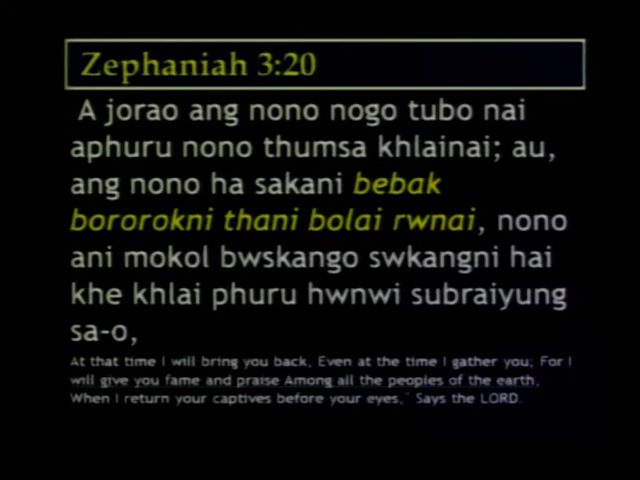 Zephaniah 3:20
A jorao ang nono nogo tubo nai
aphuru nono thumsa khlainai; au,
ang nono ha sakani bebak
bororokni thani bolai rwnai, nono
ani mokol bwskango swkangni hai
khe khlai phuru hwnwi subraiyung
sa-o,
At that time I will bring you back, Even at the time I gather you; For I
will give you fame and praise Among all the peoples of the earth,
When I return your captives before your eyes," Says the LORD.